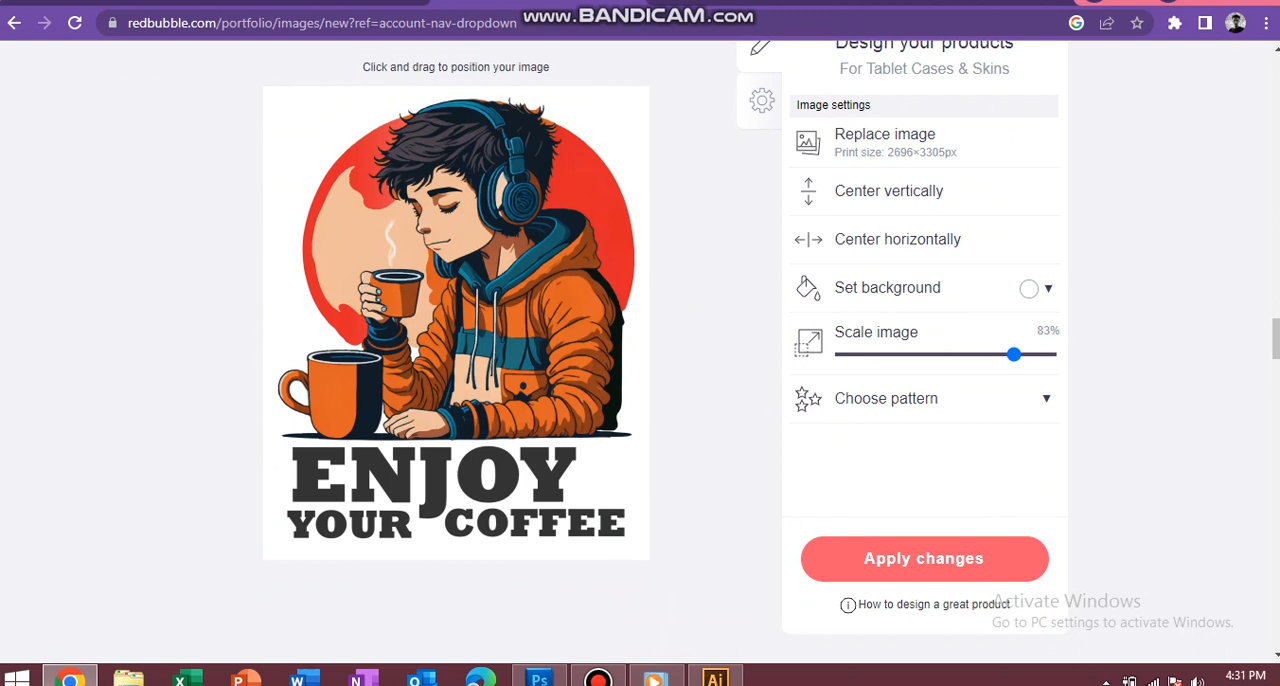 www.BANDICAM.com
redbubble.com/portfolio/images/new?ref=account-nav-dropdown
Click and drag to position your image
Design your products
For Tablet Cases & Skins
Image settings
Replace image
Print size: 2696×3305px
Center vertically
Center horizontally
Set background
Scale image
83%
Choose pattern
ENJOY
YOUR COFFEE
Apply changes
How to design a great product
Activate Windows
Go to PC settings to activate Windows.
Ps
Ai
4:31 PM